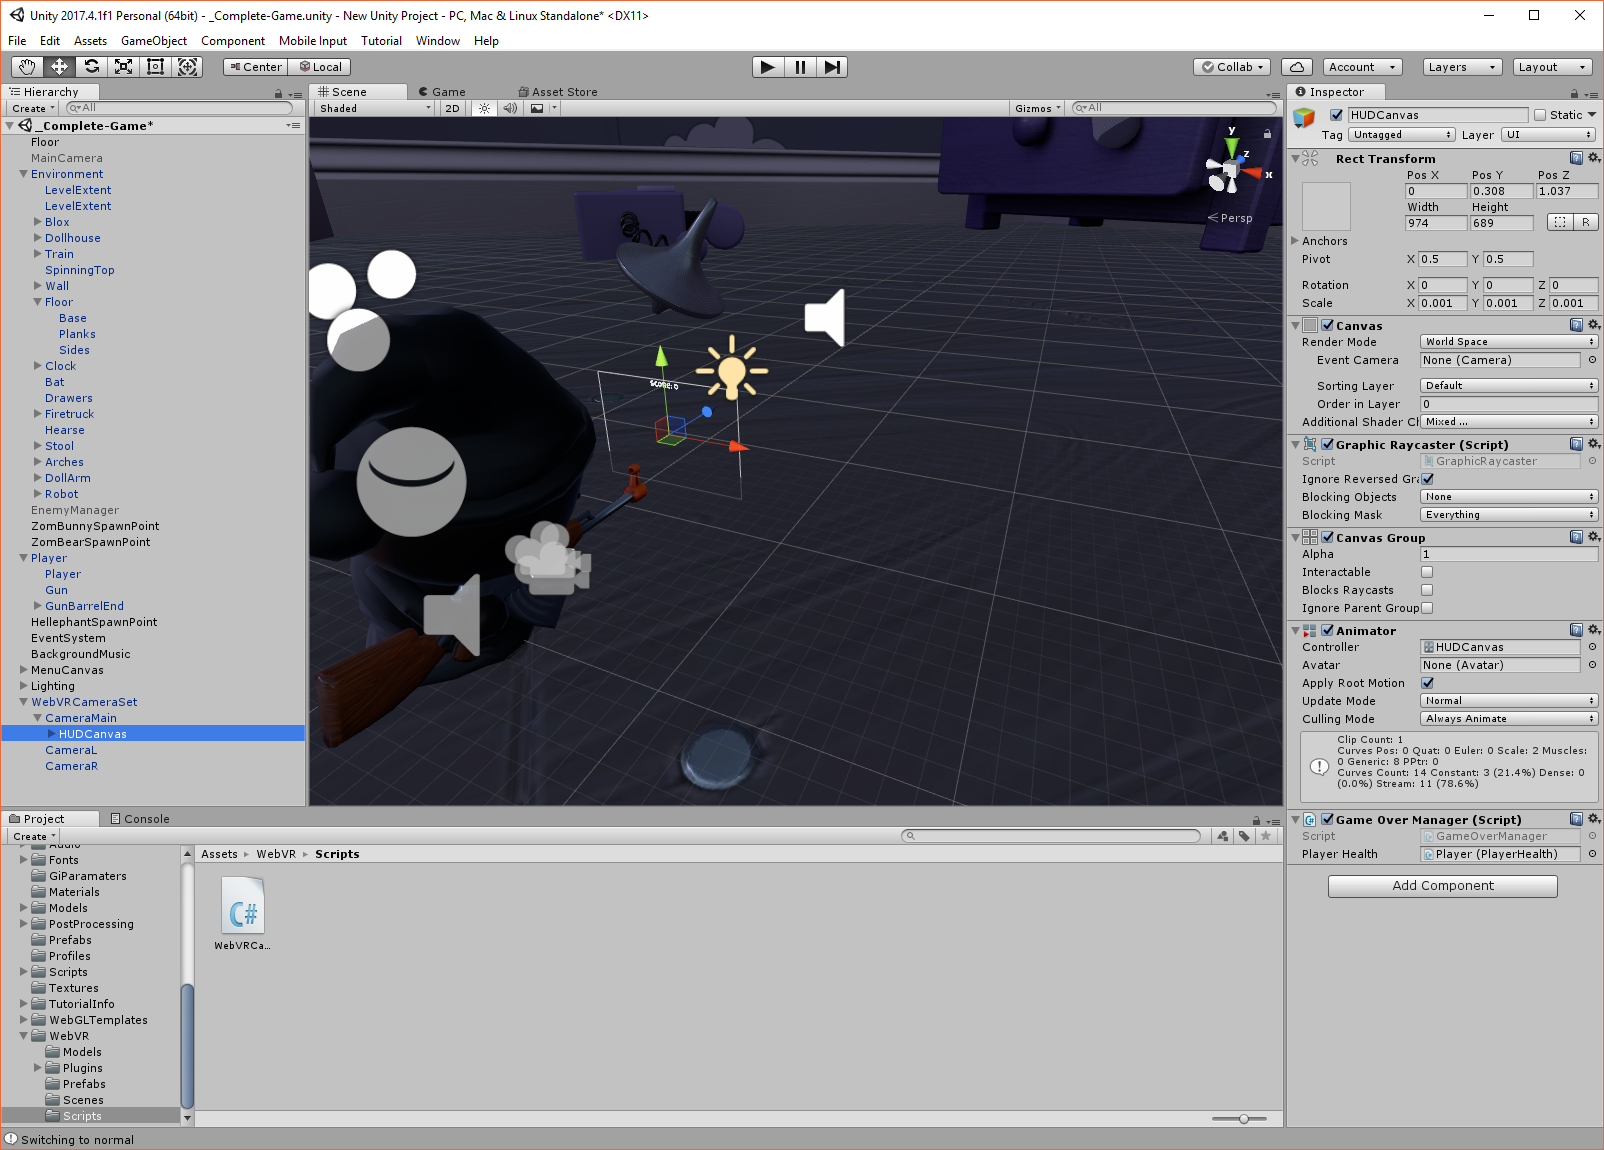 Unity 2017.4.1f1 Personal (64bit) - _Complete-Game.unity - New Unity Project - PC, Mac & Linux Standalone* <DX11>
File Edit Assets GameObject Component Mobile Input Tutorial Window Help
Center Local Collab Account Layers Layout
Hierarchy
Create All
_Complete-Game*
Floor
MainCamera
Environment
LevelExtent
LevelExtent
Blox
Dollhouse
Train
SpinningTop
Wall
Floor
Base
Planks
Sides
Clock
Bat
Drawers
Firetruck
Hearse
Stool
Arches
DollArm
Robot
EnemyManager
ZomBunnySpawnPoint
ZomBearSpawnPoint
Player
Player
Gun
GunBarrelEnd
HellephantSpawnPoint
EventSystem
BackgroundMusic
MenuCanvas
Lighting
WebVRCameraSet
CameraMain
HUDCanvas
CameraL
CameraR
Scene Game Asset Store
Shaded 2D Gizmos All
y
z
x
Persp
Score: 0
Inspector
HUDCanvas Static
Tag Untagged Layer UI
Rect Transform
Pos X Pos Y Pos Z
0 0.308 1.037
Width Height
974 689 R
Anchors
Pivot X 0.5 Y 0.5
Rotation X 0 Y 0 Z 0
Scale X 0.001 Y 0.001 Z 0.001
Canvas
Render Mode World Space
Event Camera None (Camera)
Sorting Layer Default
Order in Layer 0
Additional Shader Cl Mixed ...
Graphic Raycaster (Script)
Script GraphicRaycaster
Ignore Reversed Gra
Blocking Objects None
Blocking Mask Everything
Canvas Group
Alpha 1
Interactable
Blocks Raycasts
Ignore Parent Group
Animator
Controller HUDCanvas
Avatar None (Avatar)
Apply Root Motion
Update Mode Normal
Culling Mode Always Animate
Clip Count: 1
Curves Pos: 0 Quat: 0 Euler: 0 Scale: 2 Muscles:
0 Generic: 8 PPtr: 0
Curves Count: 14 Constant: 3 (21.4%) Dense: 0
(0.0%) Stream: 11 (78.6%)
Game Over Manager (Script)
Script GameOverManager
Player Health Player (PlayerHealth)
Add Component
Project Console
Create
Audio
Fonts
GiParamaters
Materials
Models
PostProcessing
Prefabs
Profiles
Scripts
Textures
TutorialInfo
WebGLTemplates
WebVR
Models
Plugins
Prefabs
Scenes
Scripts
Assets WebVR Scripts
C#
WebVRCa...
Switching to normal